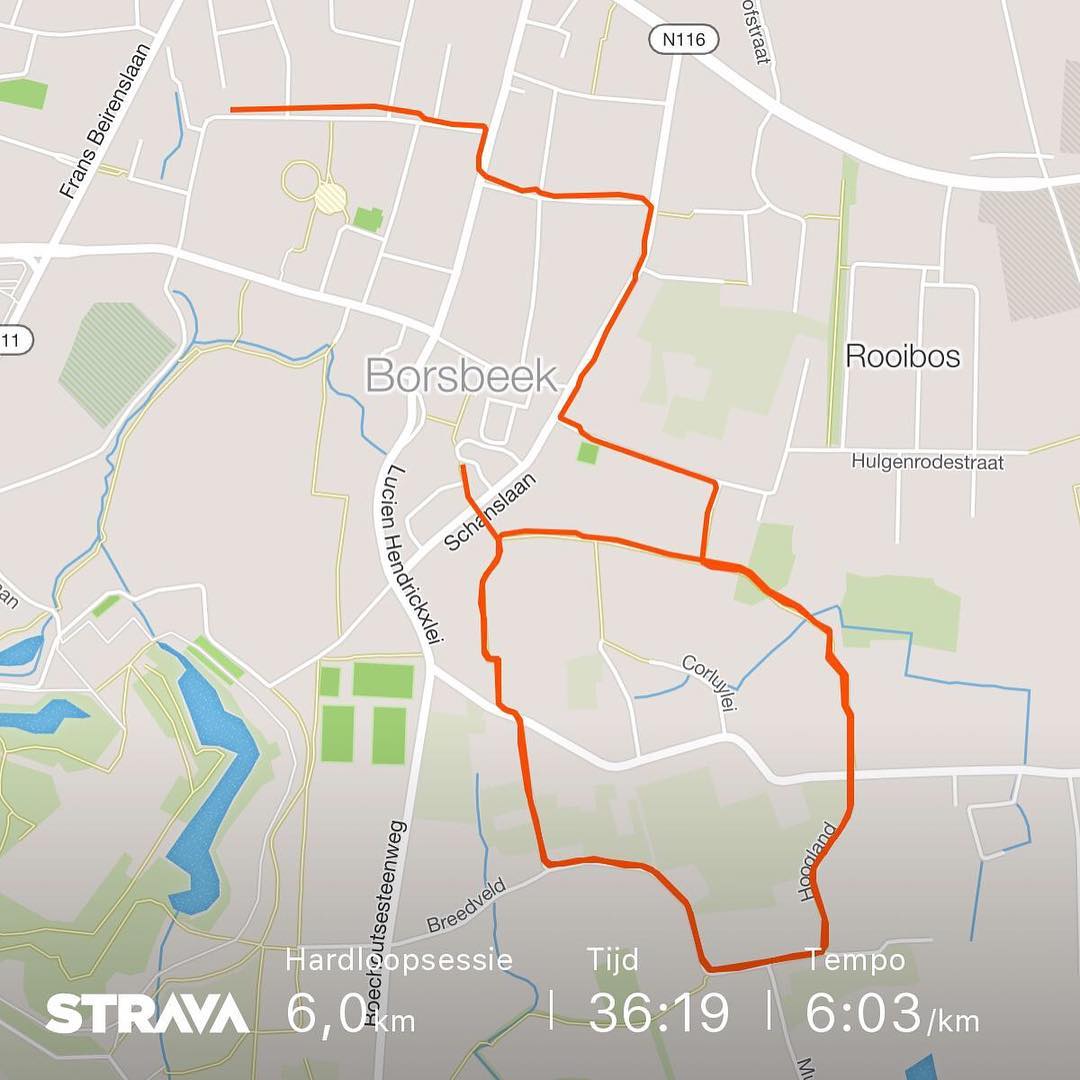 N116
ofstraat
Frans Beirenslaan
11
Rooibos
Borsbeek
Hulgenrodestraat
Schanslaan
Lucien Hendrickxlei
Corluylei
Hoogland
Breedveld
Boechoutsesteenweg
Hardloopsessie Tijd Tempo
STRAVA 6,0km | 36:19 | 6:03/km